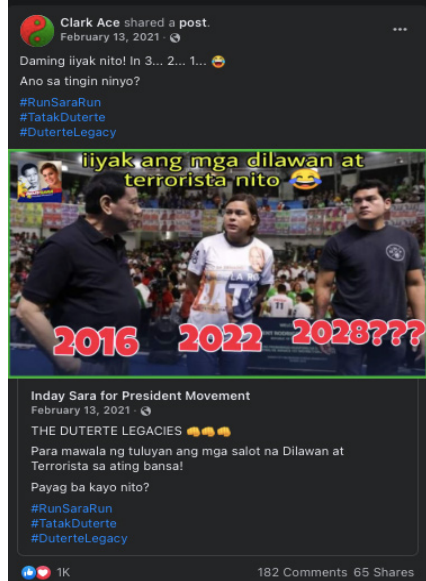 Clark Ace shared a post.
February 13, 2021 ·
Daming iiyak nito! In 3... 2... 1... 😂
Ano sa tingin ninyo?
#RunSaraRun
#TatakDuterte
#DuterteLegacy
iiyak ang mga dilawan at
terrorista nito 😂
2016 2022 2028???
Inday Sara for President Movement
February 13, 2021 ·
THE DUTERTE LEGACIES 👊👊👊
Para mawala ng tuluyan ang mga salot na Dilawan at
Terrorista sa ating bansa!
Payag ba kayo nito?
#RunSaraRun
#TatakDuterte
#DuterteLegacy
1K 182 Comments 65 Shares